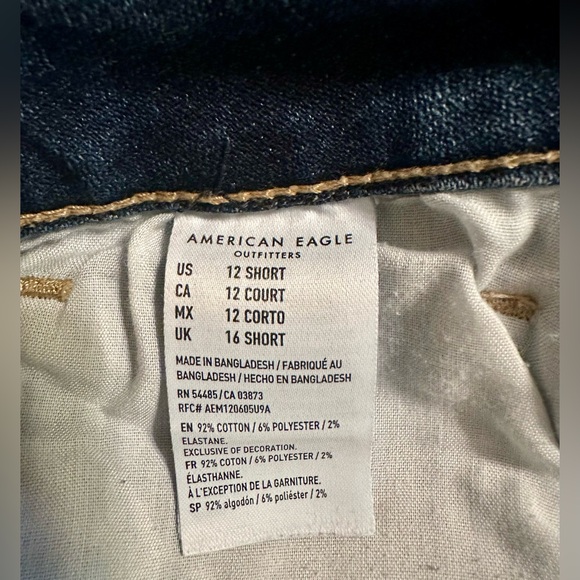 AMERICAN EAGLE
OUTFITTERS
US 12 SHORT
CA 12 COURT
MX 12 CORTO
UK 16 SHORT
MADE IN BANGLADESH / FABRIQUÉ AU
BANGLADESH / HECHO EN BANGLADESH
RN 54485/CA 03873
RFC# AEM120605U9A
EN 92% COTTON / 6% POLYESTER / 2%
ELASTANE.
EXCLUSIVE OF DECORATION.
FR 92% COTON / 6% POLYESTER / 2%
ÉLASTHANNE.
À L'EXCEPTION DE LA GARNITURE.
SP 92% algodón / 6% poliéster / 2%